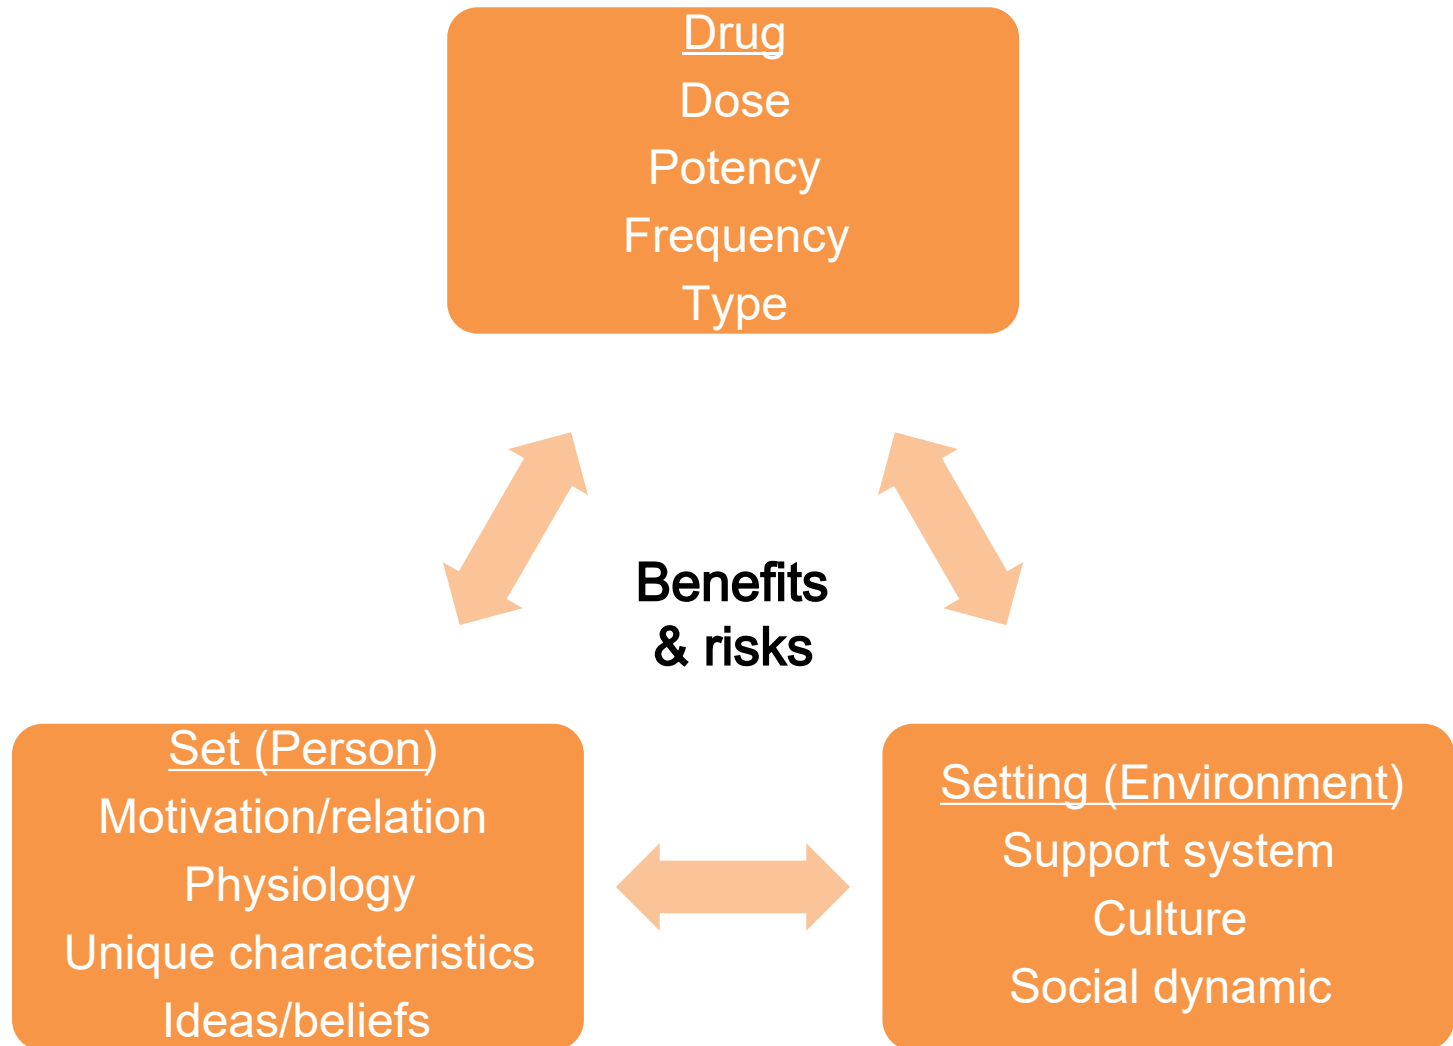 Drug
Dose
Potency
Frequency
Type
Benefits
& risks
Set (Person)
Motivation/relation
Physiology
Unique characteristics
Ideas/beliefs
Setting (Environment)
Support system
Culture
Social dynamic